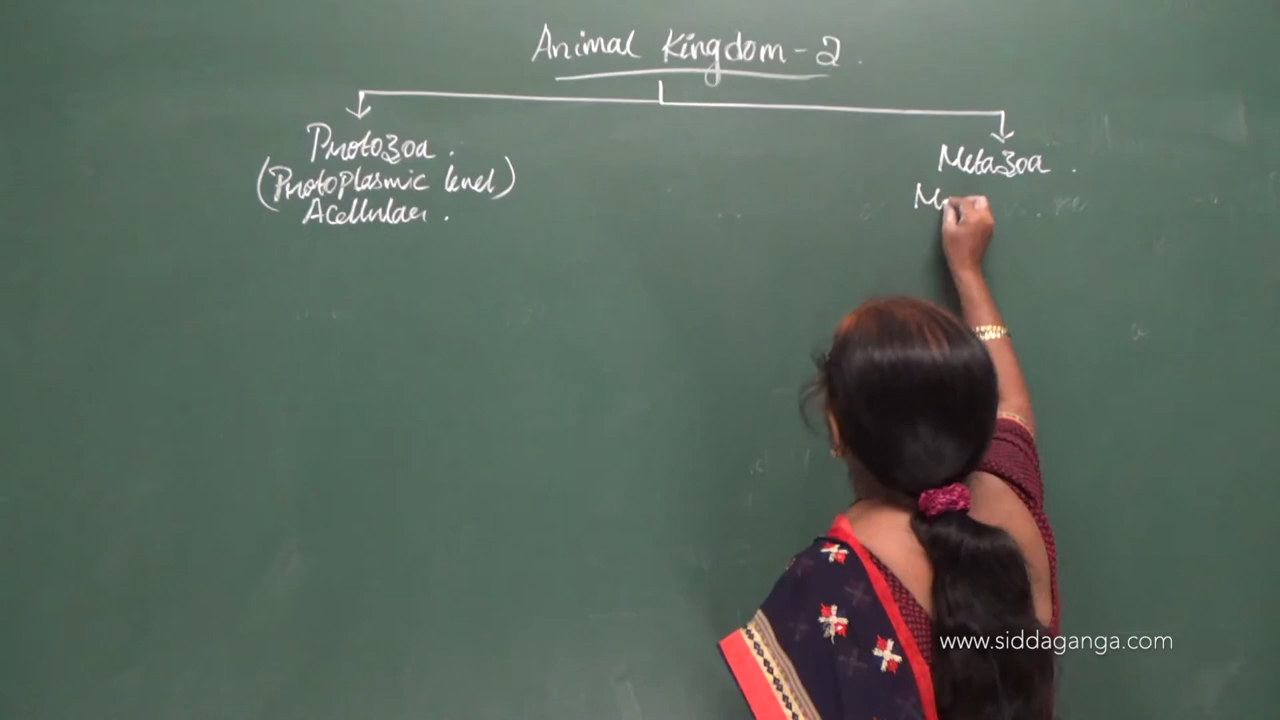 Animal Kingdom - 2.
Protozoa.
(Protoplasmic level)
Acellular.
Metazoa.
www.siddaganga.com